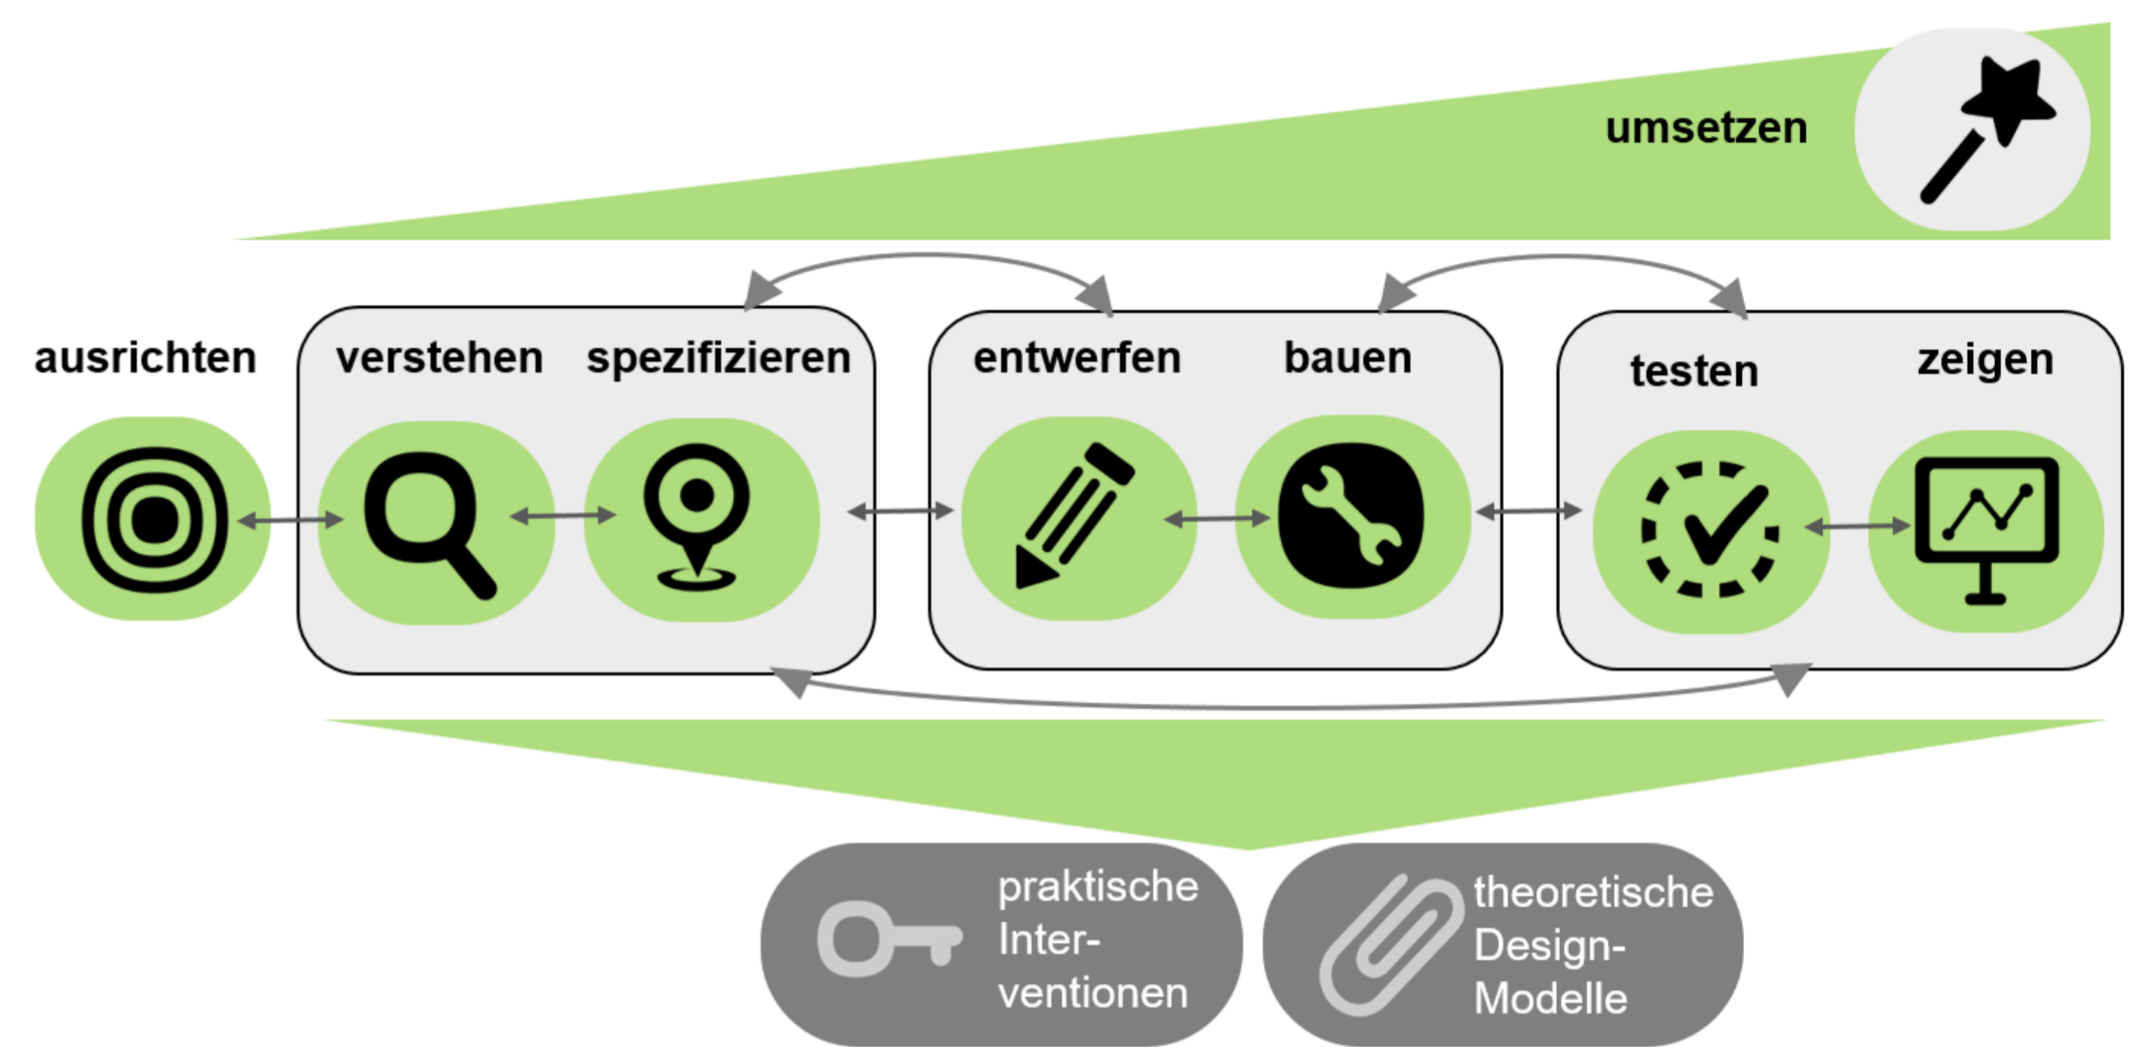 umsetzen
ausrichten
verstehen
spezifizieren
entwerfen
bauen
testen
zeigen
praktische
Inter-
ventionen
theoretische
Design-
Modelle